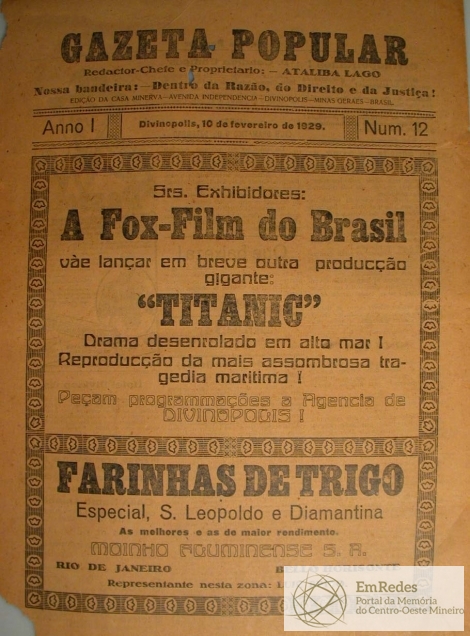 GAZETA POPULAR
Redactor-Chefe e Proprietario: — ATALIBA LAGO
Nossa bandeira: — Dentro da Razão, do Direito e da Justiça!
EDIÇÃO DA CASA MINERVA—AVENIDA INDEPENDENCIA—DIVINOPOLIS—MINAS GERAES—BRASIL
Anno I
Divinopolis, 10 de fevereiro de 1929.
Num. 12
Srs. Exhibidores:
A Fox-Film do Brasil
vàe lançar em breve outra producção
gigante:
“TITANIC”
Drama desenrolado em alto mar !
Reproducção da mais assombrosa tra-
gedia maritima !
Peçam programmações a Agencia de
DIVINOPOLIS !
FARINHAS DE TRIGO
Especial, S. Leopoldo e Diamantina
As melhores e as de maior rendimento.
MOINHO FLUMINENSE S. A.
RIO DE JANEIRO
HORISONTE
Representante nesta zona:
EmRedes
Portal da Memória
do Centro-Oeste Mineiro